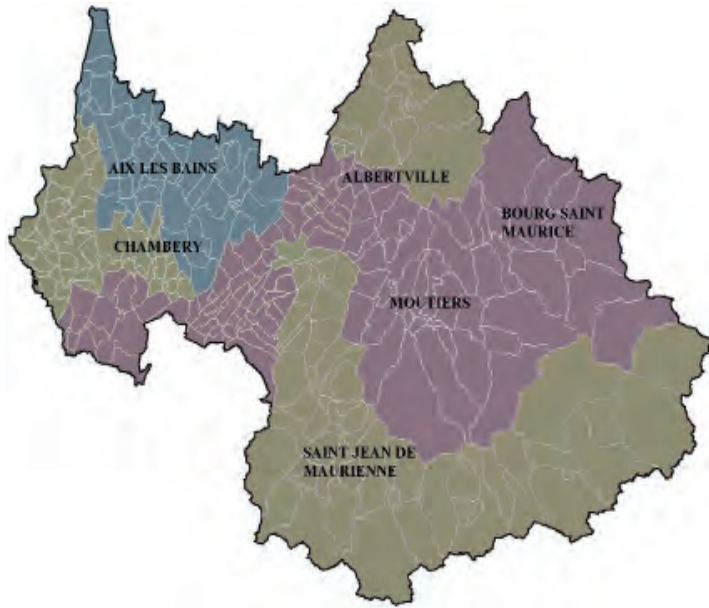 AIX LES BAINS
ALBERTVILLE
BOURG SAINT
MAURICE
CHAMBERY
MOUTIERS
SAINT JEAN DE
MAURIENNE